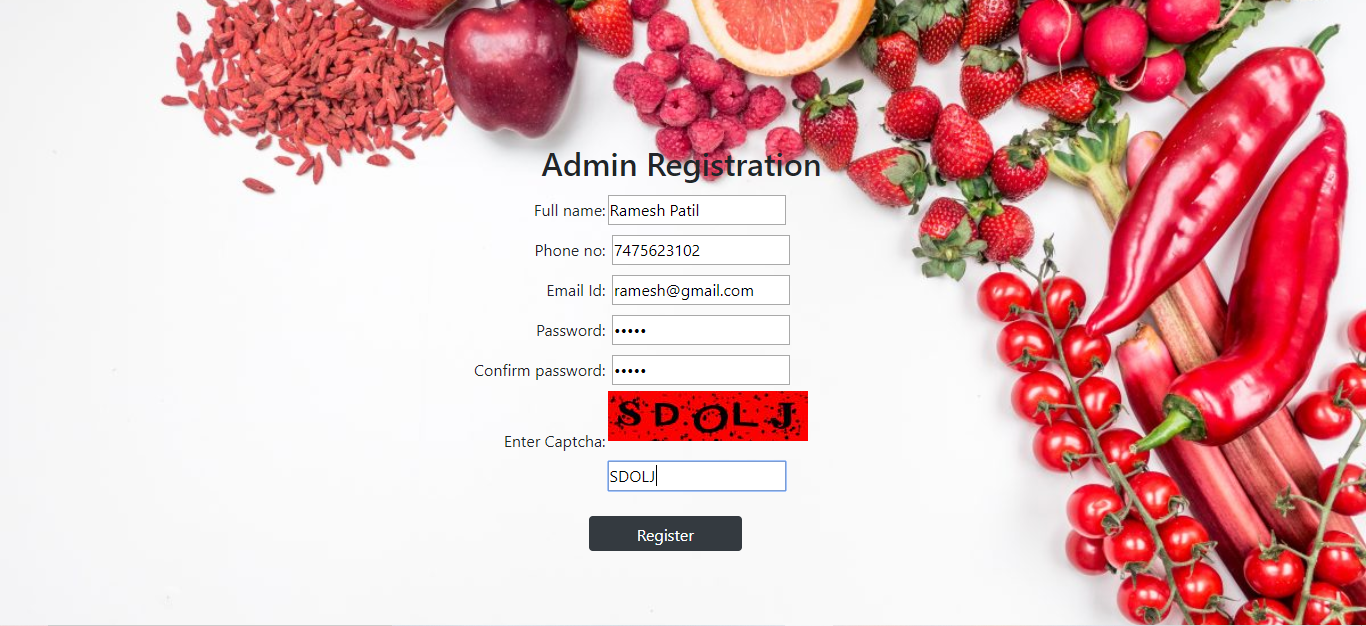 Admin Registration
Full name: Ramesh Patil
Phone no: 7475623102
Email Id: ramesh@gmail.com
Password: •••••
Confirm password: •••••
SDOLJ
Enter Captcha:
SDOLJ
Register